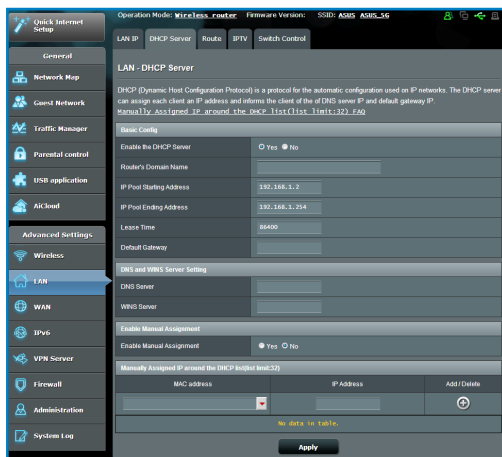 Quick Internet
Setup
Operation Mode: Wireless router Firmware Version: SSID: ASUS ASUS_5G
LAN IP DHCP Server Route IPTV Switch Control
General
Network Map
Guest Network
Traffic Manager
Parental control
USB application
AiCloud
Advanced Settings
Wireless
LAN
WAN
IPv6
VPN Server
Firewall
Administration
System Log
LAN - DHCP Server
DHCP (Dynamic Host Configuration Protocol) is a protocol for the automatic configuration used on IP networks. The DHCP server
can assign each client an IP address and informs the client of the of DNS server IP and default gateway IP.
Manually Assigned IP around the DHCP list(list limit:32) FAQ
Basic Config
Enable the DHCP Server Yes No
Router's Domain Name
IP Pool Starting Address 192.168.1.2
IP Pool Ending Address 192.168.1.254
Lease Time 86400
Default Gateway
DNS and WINS Server Setting
DNS Server
WINS Server
Enable Manual Assignment
Enable Manual Assignment Yes No
Manually Assigned IP around the DHCP list(list limit:32)
MAC address IP Address Add / Delete
No data in table.
Apply